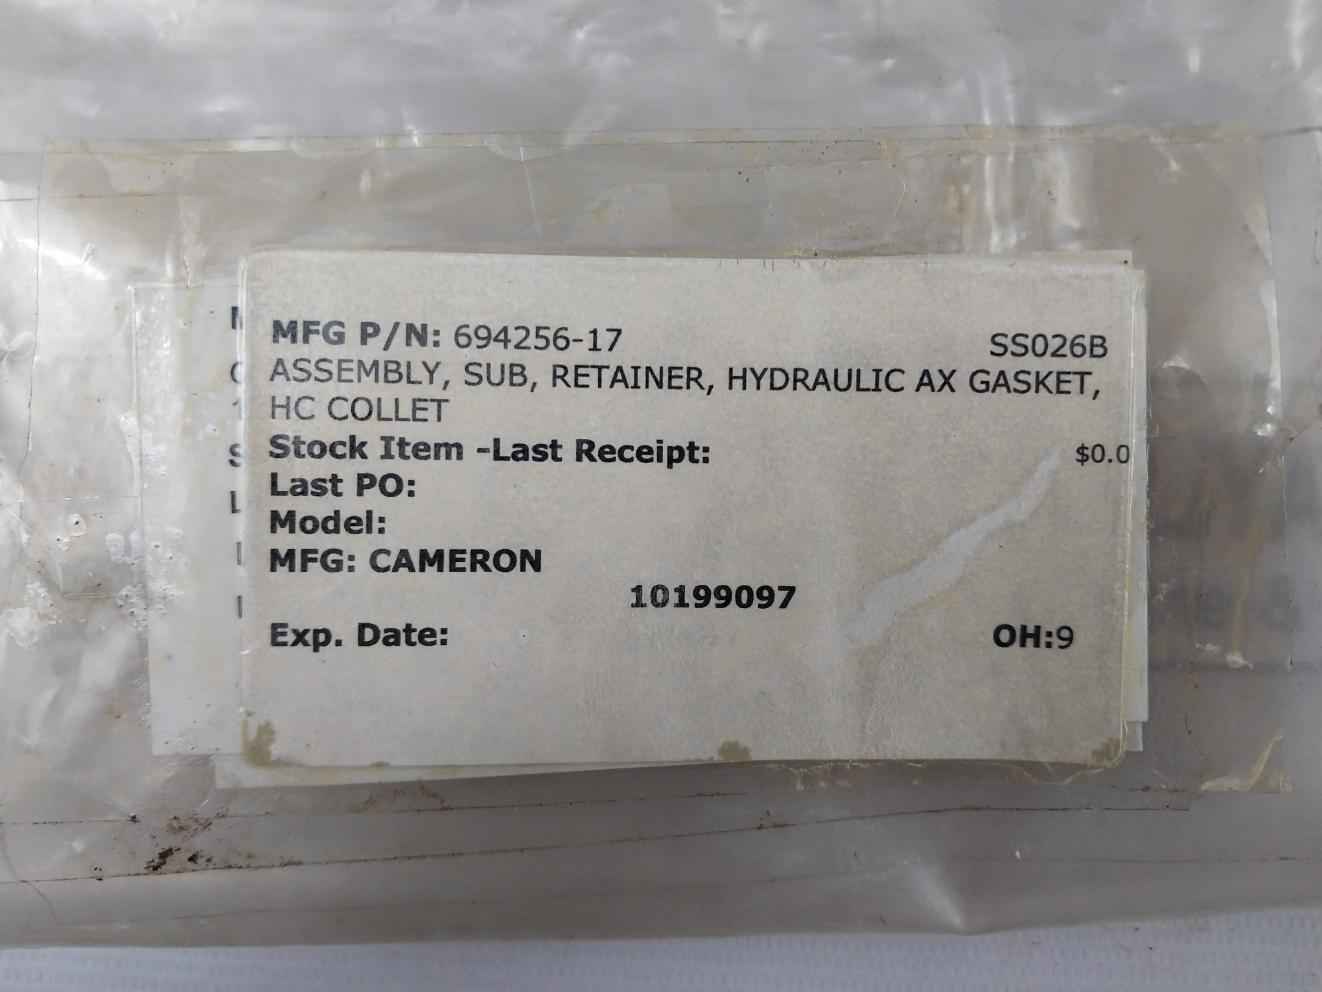 MFG P/N: 694256-17 SS026B
ASSEMBLY, SUB, RETAINER, HYDRAULIC AX GASKET,
HC COLLET
Stock Item -Last Receipt: $0.0
Last PO:
Model:
MFG: CAMERON
10199097
Exp. Date: OH:9